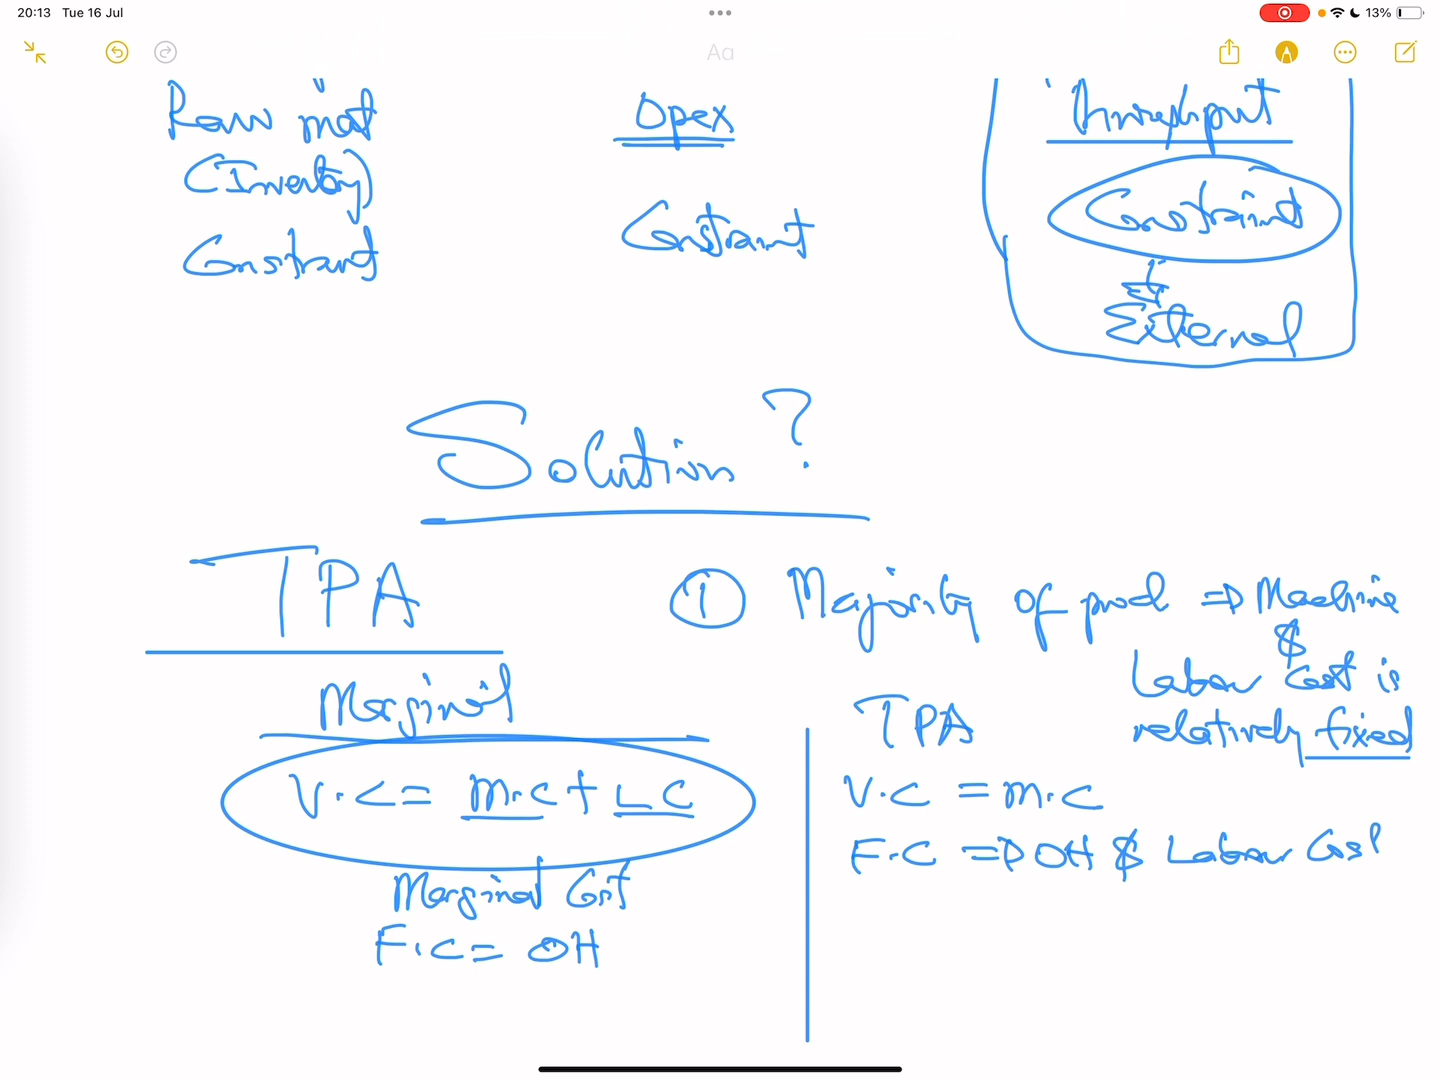 20:13 Tue 16 Jul
13%
Aa
Raw mat
(Inventory)
Constraint
Opex
Constraint
Throughput
Constraint
External
Solution ?
TPA
Marginal
V.C = M.C + LC
Marginal Cost
F.C = OH
① Majority of prod => Machine
&
Labour Cost is
relatively fixed
TPA
V.C = M.C
F.C => OH & Labour Cost